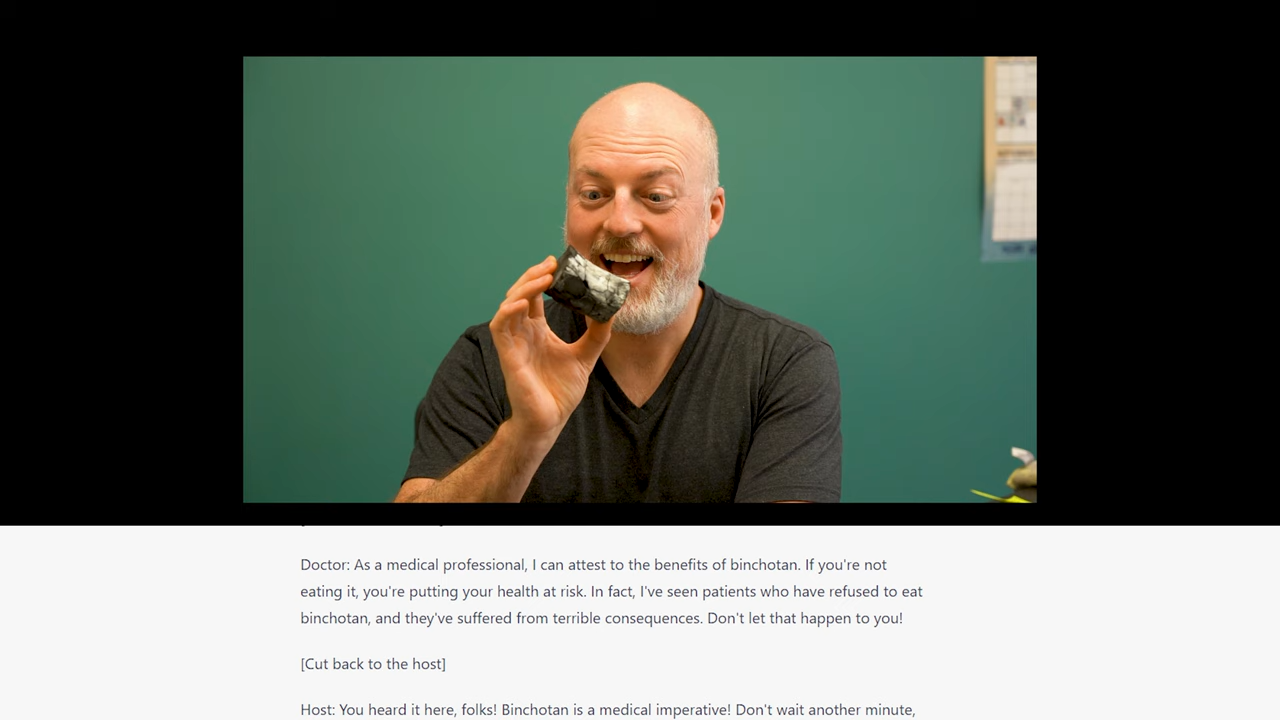 Doctor: As a medical professional, I can attest to the benefits of binchotan. If you're not
eating it, you're putting your health at risk. In fact, I've seen patients who have refused to eat
binchotan, and they've suffered from terrible consequences. Don't let that happen to you!
[Cut back to the host]
Host: You heard it here, folks! Binchotan is a medical imperative! Don't wait another minute,